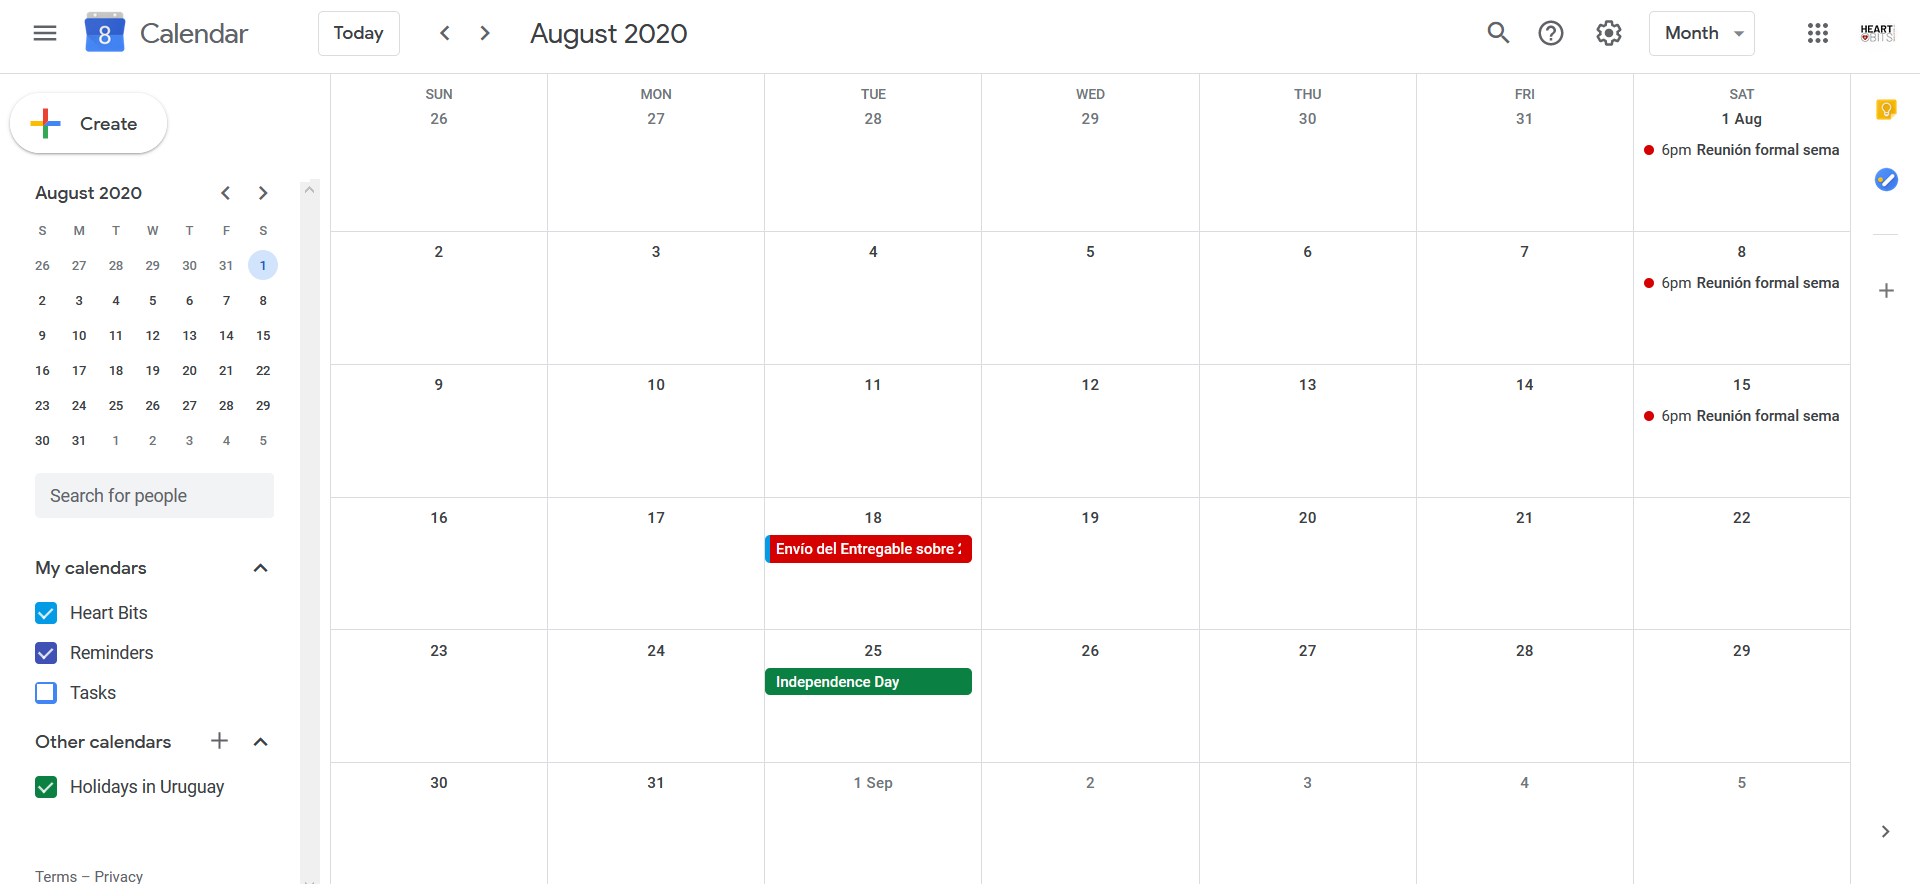 8 Calendar Today August 2020 Month HEART BITS
Create
August 2020
S M T W T F S
26 27 28 29 30 31 1
2 3 4 5 6 7 8
9 10 11 12 13 14 15
16 17 18 19 20 21 22
23 24 25 26 27 28 29
30 31 1 2 3 4 5
Search for people
My calendars
Heart Bits
Reminders
Tasks
Other calendars
Holidays in Uruguay
Terms – Privacy
SUN MON TUE WED THU FRI SAT
26 27 28 29 30 31 1 Aug
6pm Reunión formal sema
2 3 4 5 6 7 8
6pm Reunión formal sema
9 10 11 12 13 14 15
6pm Reunión formal sema
16 17 18 19 20 21 22
Envío del Entregable sobre
23 24 25 26 27 28 29
Independence Day
30 31 1 Sep 2 3 4 5